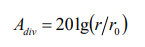 A_div = 20lg(r/r_0)